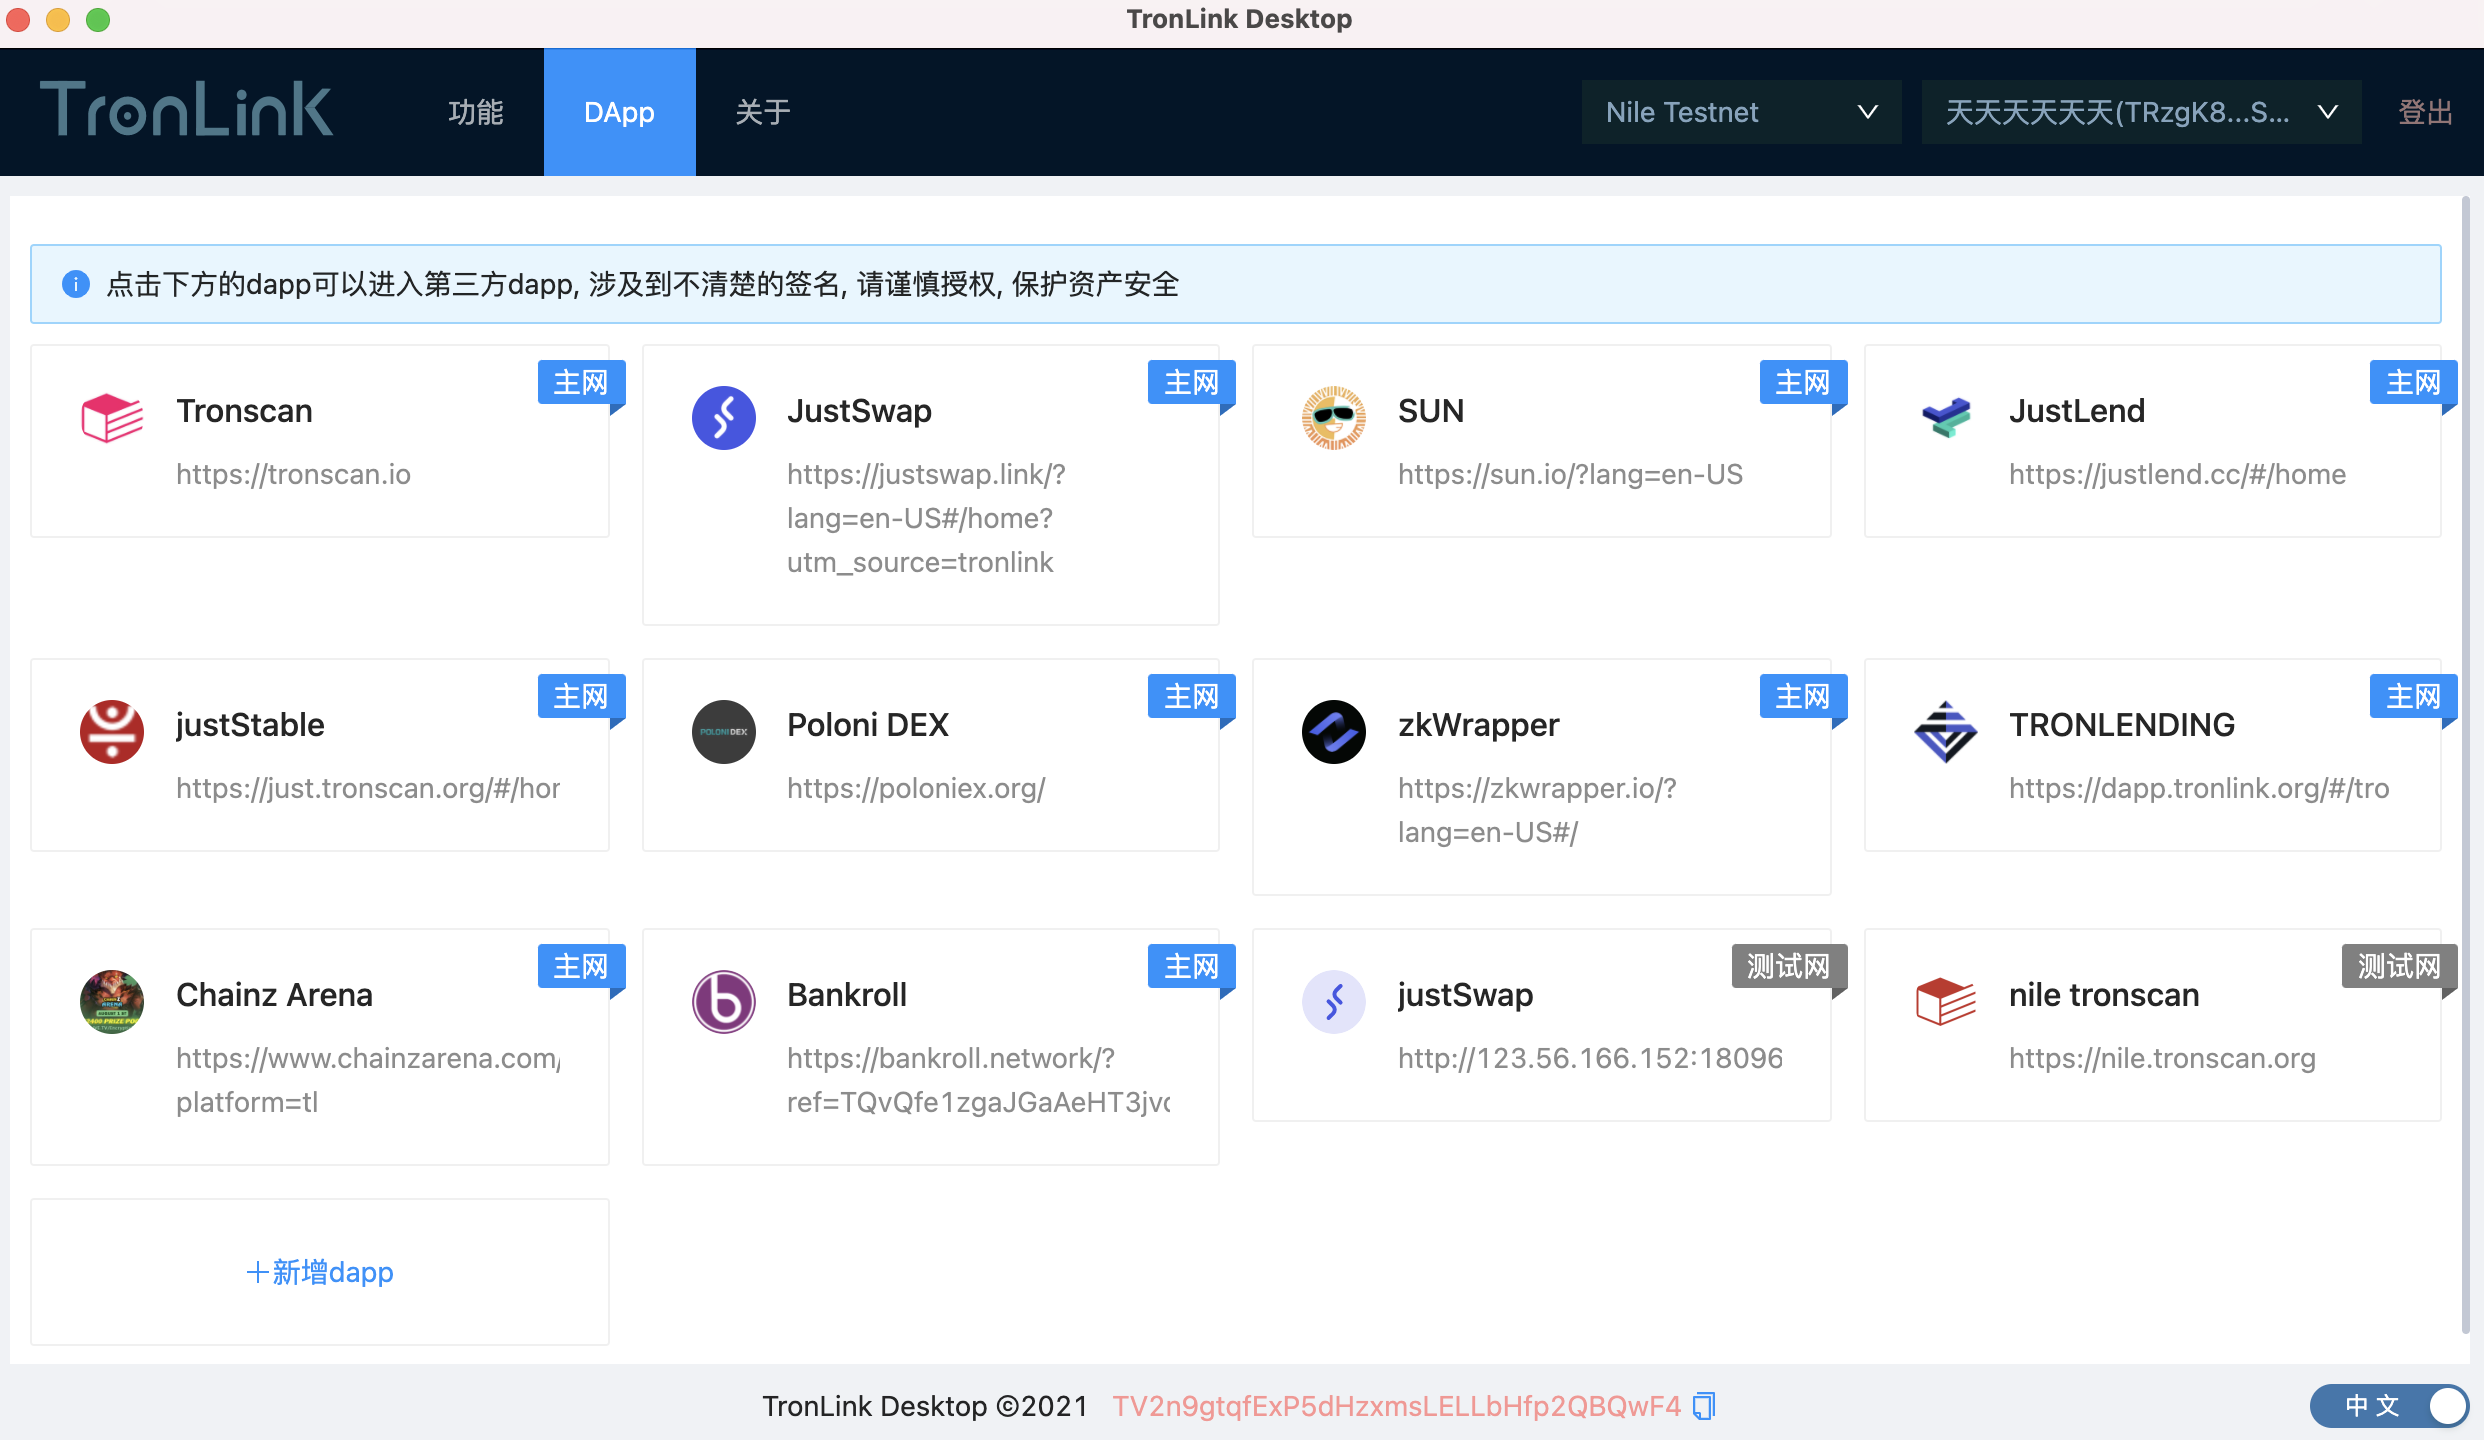 TronLink Desktop
TronLink
功能
DApp
关于
Nile Testnet
天天天天天天(TRzgK8...S...
登出
点击下方的dapp可以进入第三方dapp, 涉及到不清楚的签名, 请谨慎授权, 保护资产安全
主网
Tronscan
https://tronscan.io
主网
JustSwap
https://justswap.link/?
lang=en-US#/home?
utm_source=tronlink
主网
SUN
https://sun.io/?lang=en-US
主网
JustLend
https://justlend.cc/#/home
主网
justStable
https://just.tronscan.org/#/hor
主网
POLONI DEX
Poloni DEX
https://poloniex.org/
主网
zkWrapper
https://zkwrapper.io/?
lang=en-US#/
主网
TRONLENDING
https://dapp.tronlink.org/#/tro
主网
Chainz Arena
https://www.chainzarena.com/
platform=tl
主网
Bankroll
https://bankroll.network/?
ref=TQvQfe1zgaJGaAeHT3jvc
测试网
justSwap
http://123.56.166.152:18096
测试网
nile tronscan
https://nile.tronscan.org
+新增dapp
TronLink Desktop ©2021 TV2n9gtqfExP5dHzxmsLELLbHfp2QBQwF4
中文